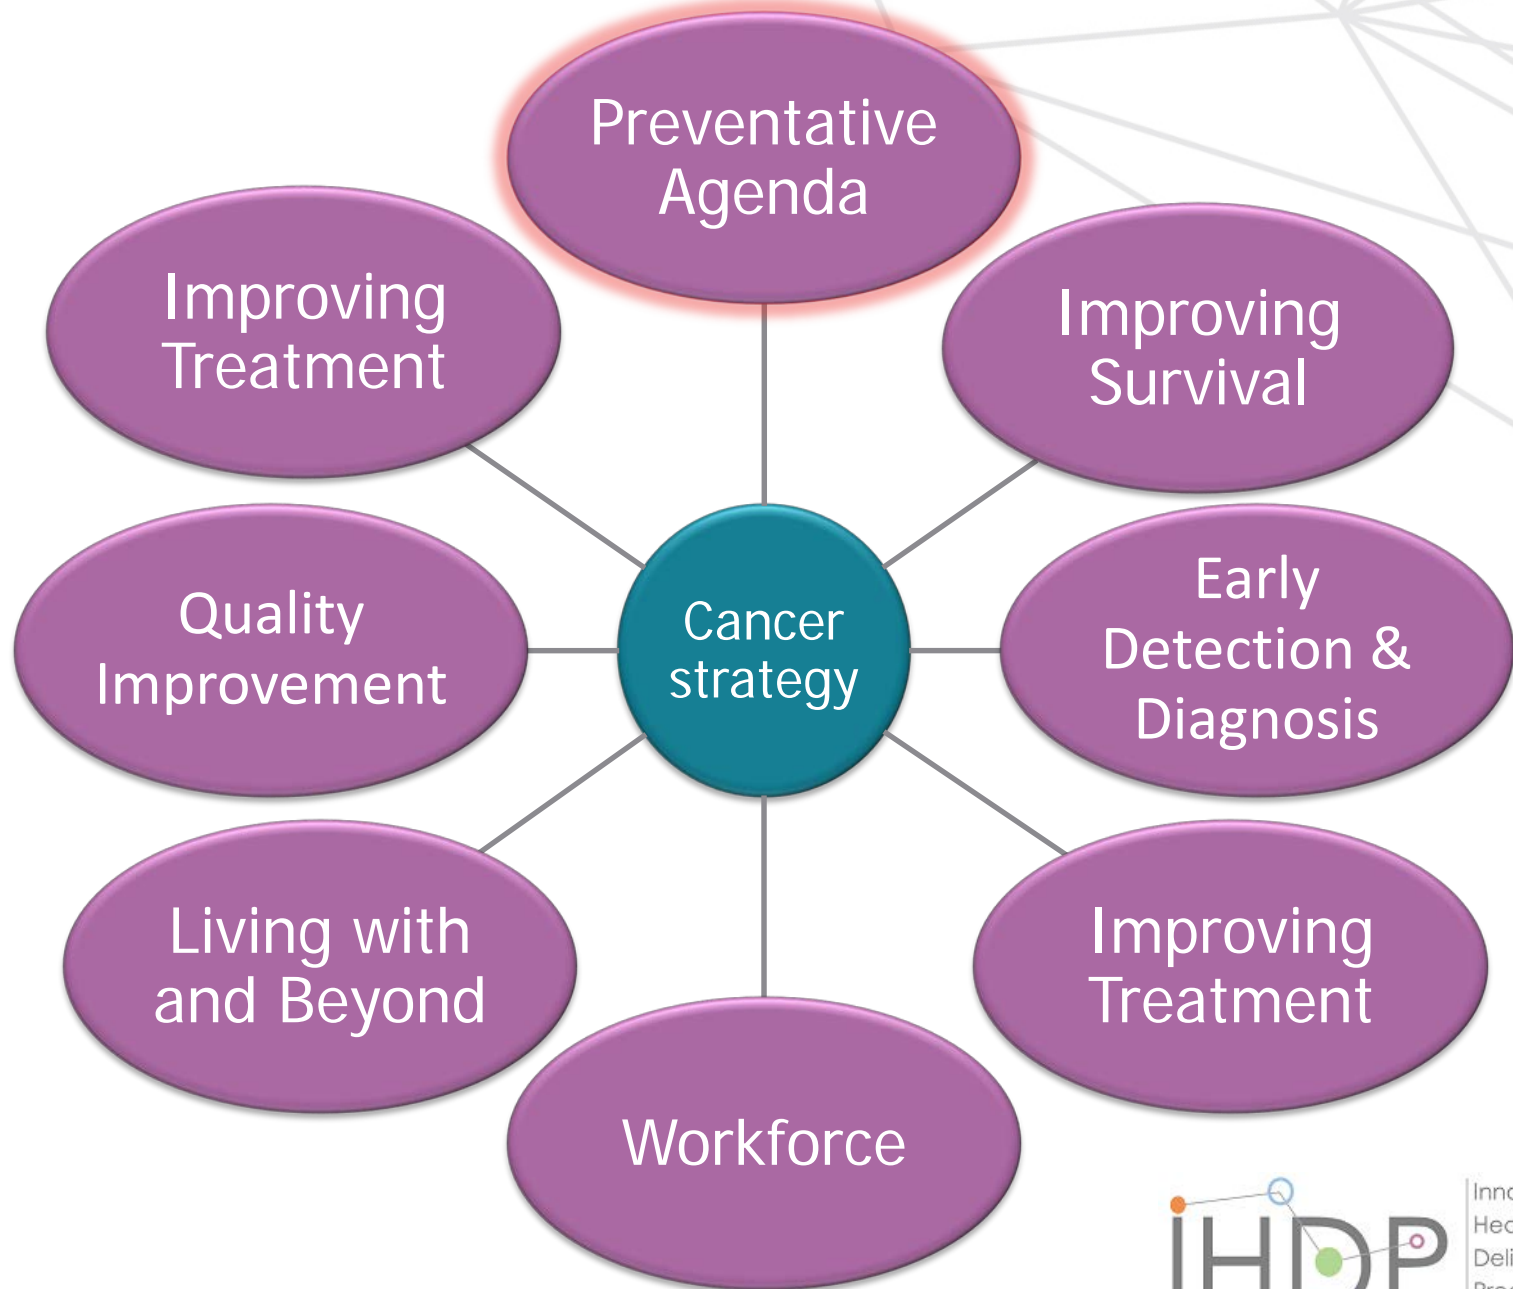 Preventative
Agenda
Improving
Treatment
Improving
Survival
Quality
Improvement
Cancer
strategy
Early
Detection &
Diagnosis
Living with
and Beyond
Improving
Treatment
Workforce
iHDP